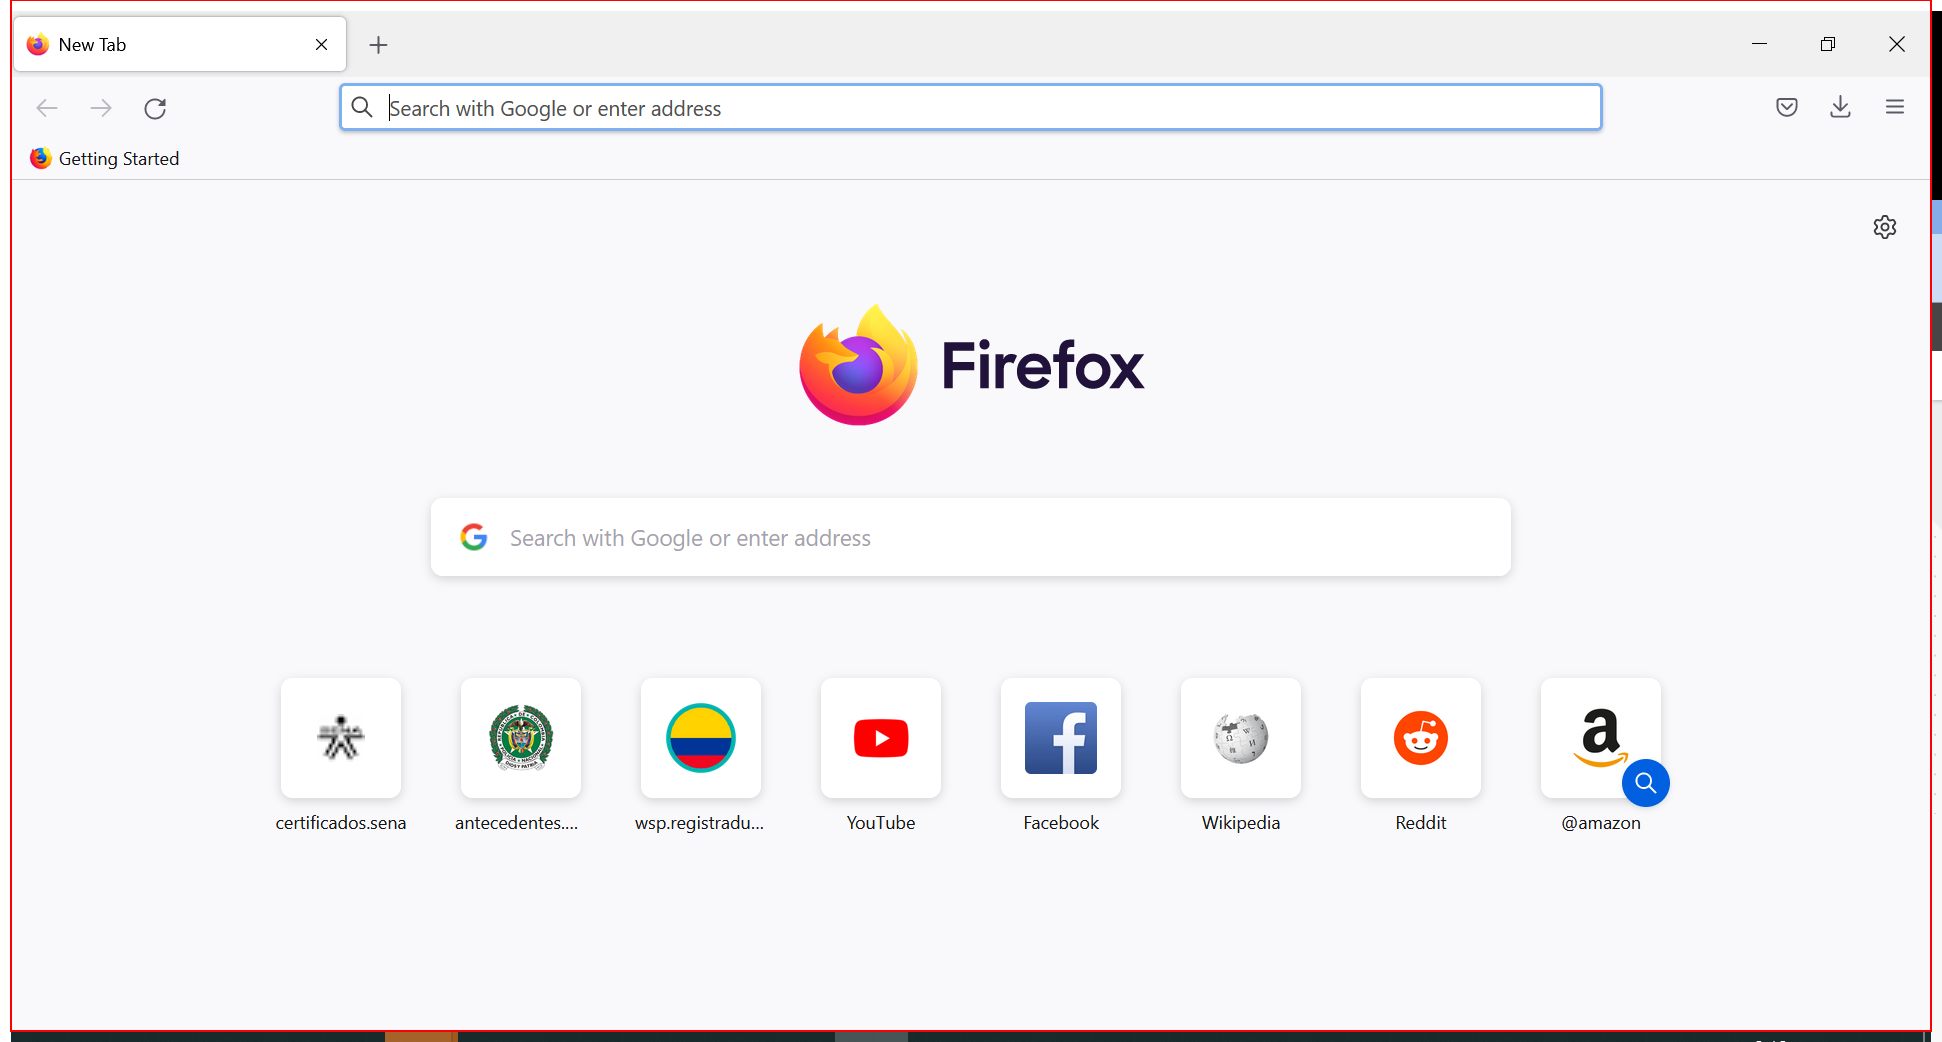 New Tab
Search with Google or enter address
Getting Started
Firefox
Search with Google or enter address
certificados.sena
antecedentes....
wsp.registradu...
YouTube
Facebook
Wikipedia
Reddit
@amazon